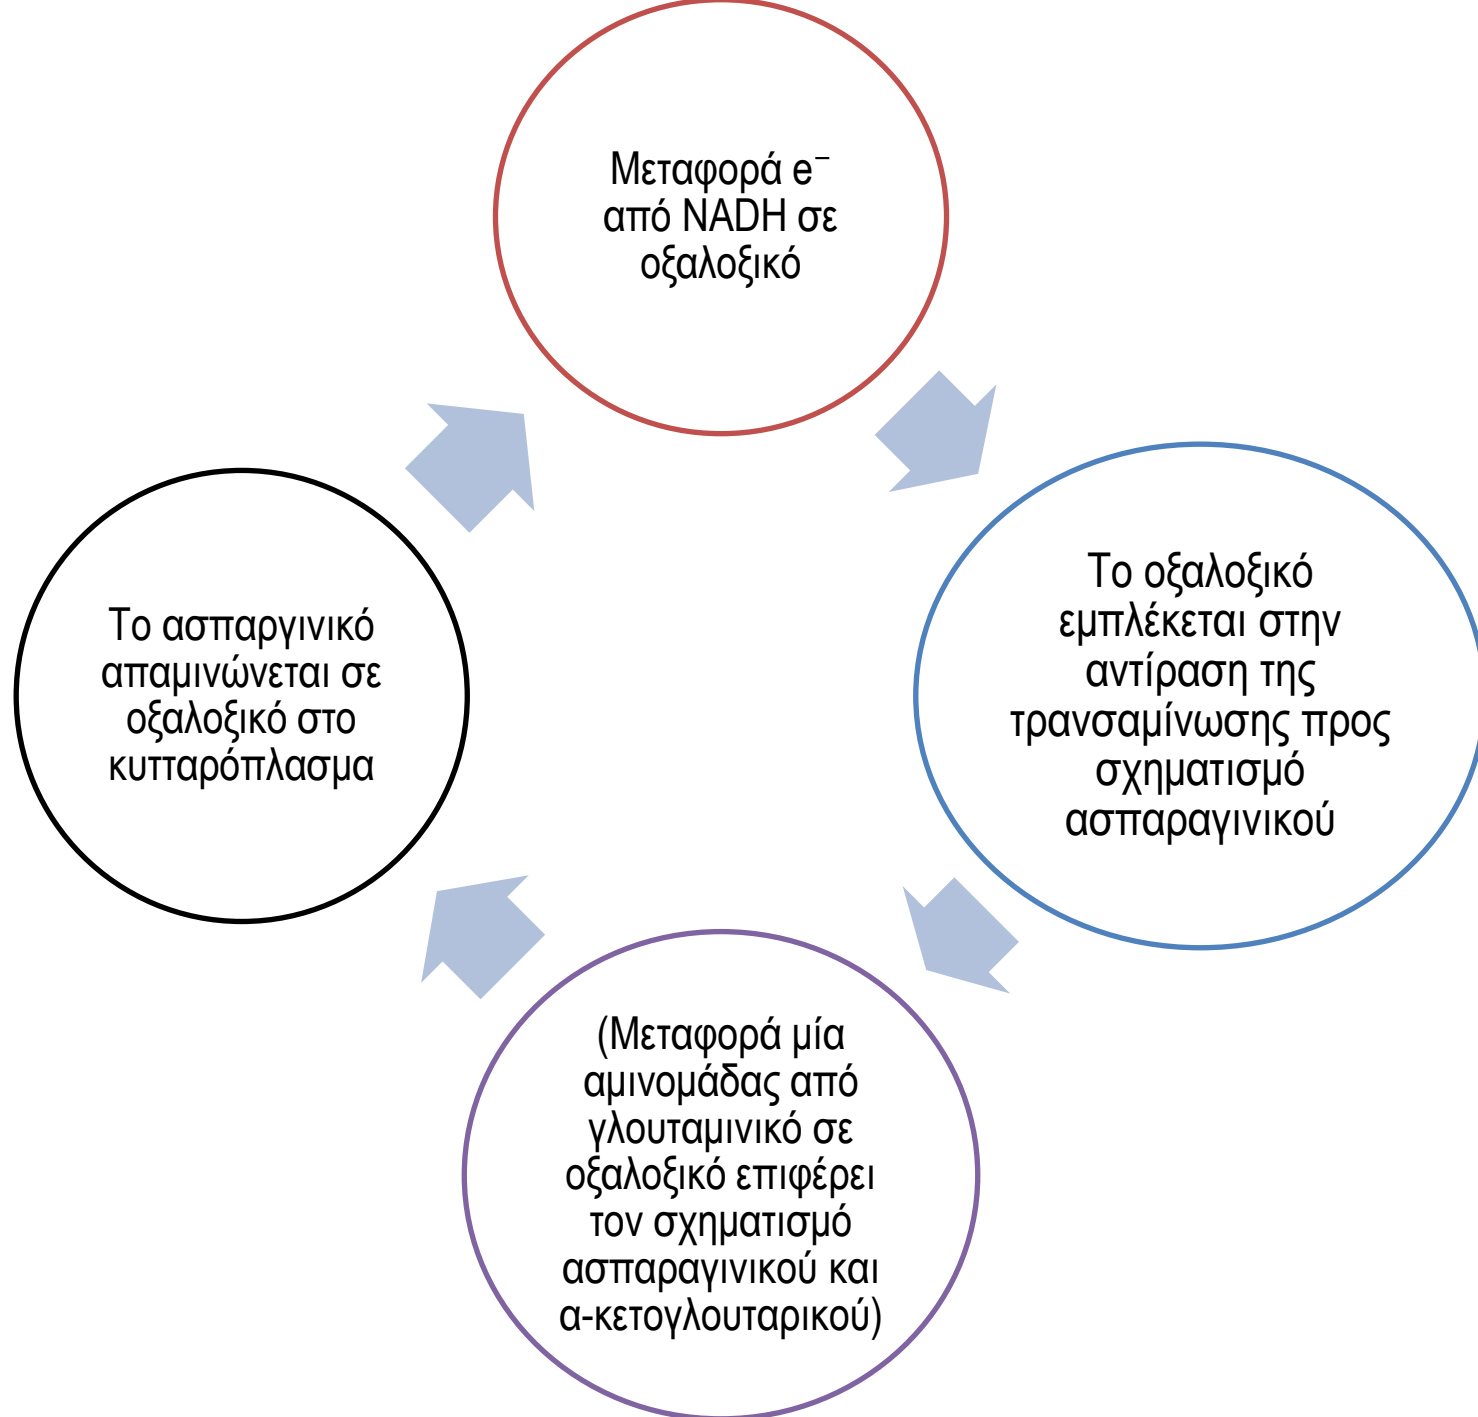 Μεταφορά e⁻
από NADH σε
οξαλοξικό
Το οξαλοξικό
εμπλέκεται στην
αντίραση της
τρανσαμίνωσης προς
σχηματισμό
ασπαραγινικού
(Μεταφορά μία
αμινομάδας από
γλουταμινικό σε
οξαλοξικό επιφέρει
τον σχηματισμό
ασπαραγινικού και
α-κετογλουταρικού)
Το ασπαργινικό
απαμινώνεται σε
οξαλοξικό στο
κυτταρόπλασμα